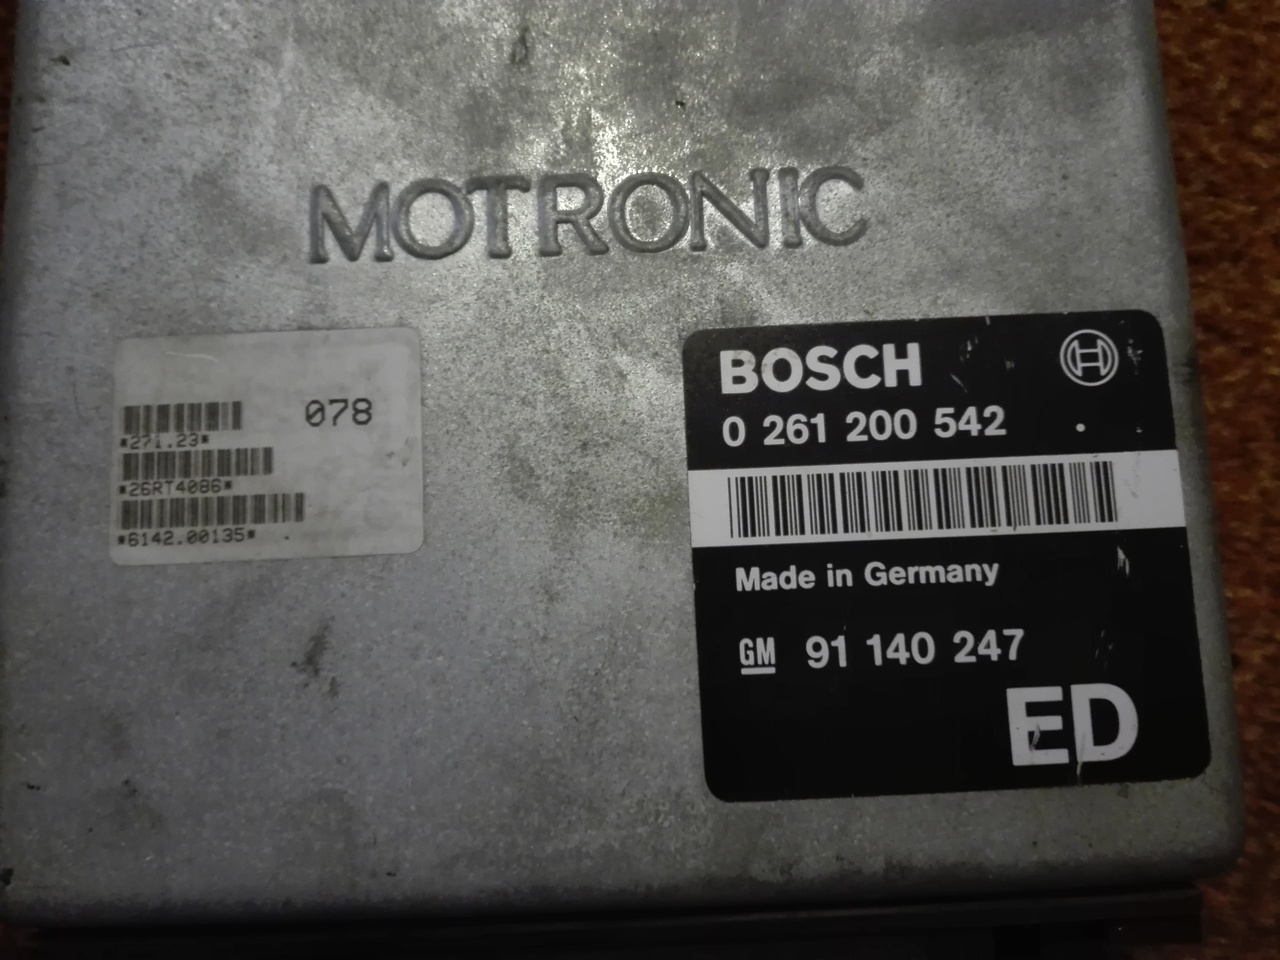 MOTRONIC
078
*271.23*
*26RT4086*
*6142.00135*
BOSCH
0 261 200 542
Made in Germany
GM 91 140 247
ED